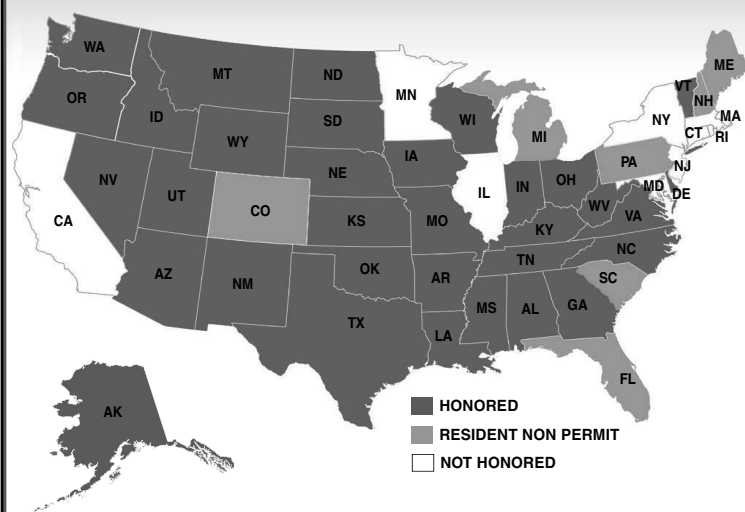 WA
MT
ND
MN
ME
VT
NH
OR
ID
SD
WI
NY
MA
CT
RI
WY
MI
IA
PA
NJ
NE
NV
UT
CO
IL
IN
OH
MD
DE
WV
VA
CA
KS
MO
KY
NC
TN
AZ
NM
OK
AR
SC
MS
AL
GA
TX
LA
FL
AK
HONORED
RESIDENT NON PERMIT
NOT HONORED